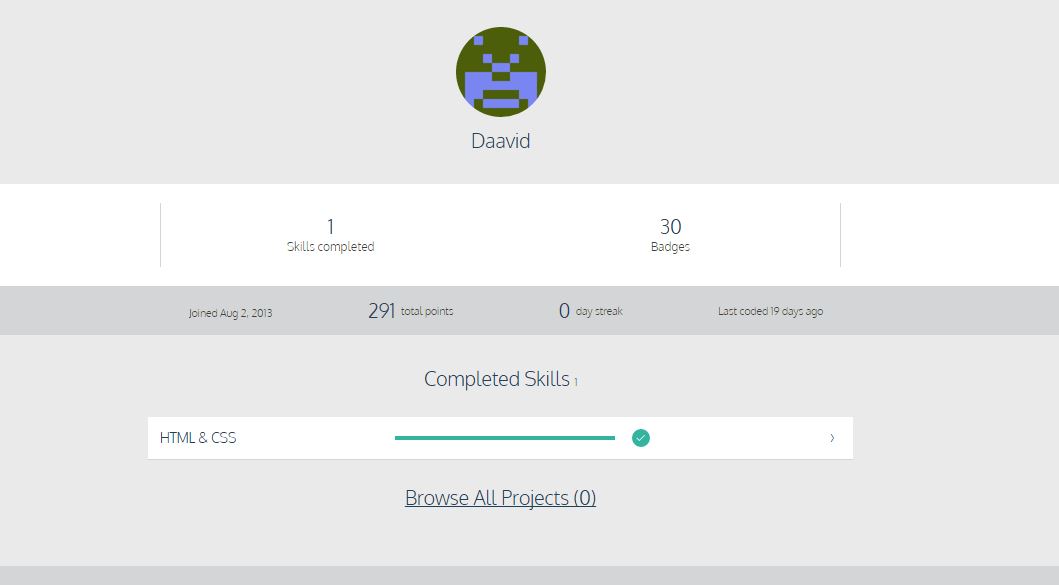 Daavid
1
Skills completed
30
Badges
Joined Aug 2, 2013
291 total points
0 day streak
Last coded 19 days ago
Completed Skills 1
HTML & CSS
Browse All Projects (0)